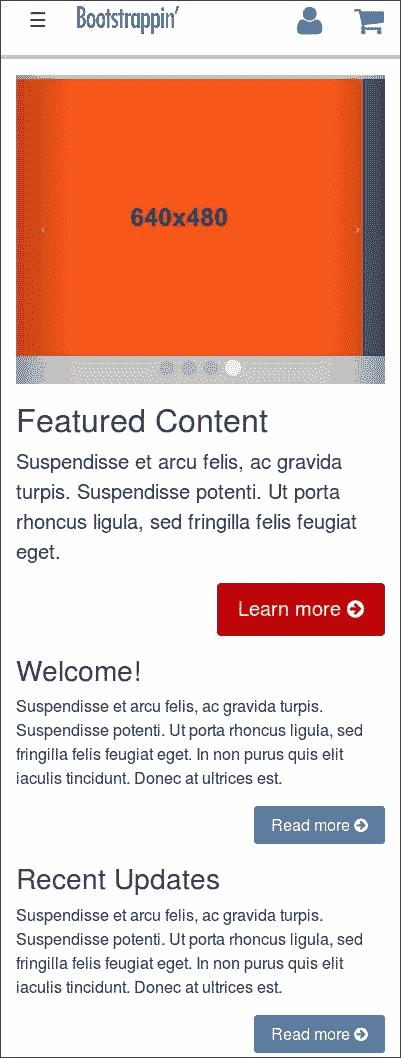 Bootstrappin'
640x480
Featured Content
Suspendisse et arcu felis, ac gravida
turpis. Suspendisse potenti. Ut porta
rhoncus ligula, sed fringilla felis feugiat
eget.
Learn more
Welcome!
Suspendisse et arcu felis, ac gravida turpis.
Suspendisse potenti. Ut porta rhoncus ligula, sed
fringilla felis feugiat eget. In non purus quis elit
iaculis tincidunt. Donec at ultrices est.
Read more
Recent Updates
Suspendisse et arcu felis, ac gravida turpis.
Suspendisse potenti. Ut porta rhoncus ligula, sed
fringilla felis feugiat eget. In non purus quis elit
iaculis tincidunt. Donec at ultrices est.
Read more